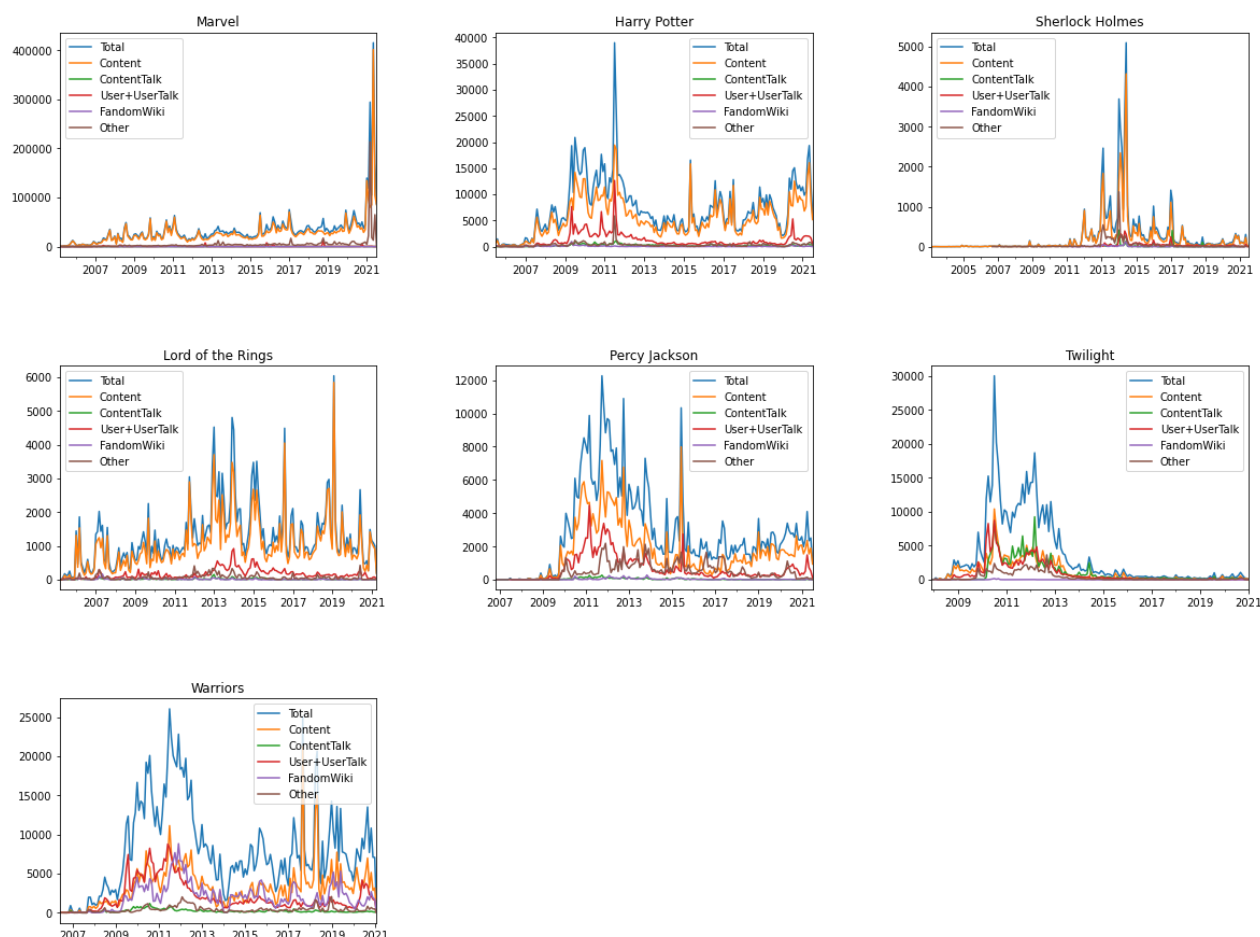 Marvel
400000
300000
200000
100000
0
Total
Content
ContentTalk
User+UserTalk
FandomWiki
Other
2007 2009 2011 2013 2015 2017 2019 2021
Harry Potter
40000
35000
30000
25000
20000
15000
10000
5000
0
Total
Content
ContentTalk
User+UserTalk
FandomWiki
Other
2007 2009 2011 2013 2015 2017 2019 2021
Sherlock Holmes
5000
4000
3000
2000
1000
0
Total
Content
ContentTalk
User+UserTalk
FandomWiki
Other
2005 2007 2009 2011 2013 2015 2017 2019 2021
Lord of the Rings
6000
5000
4000
3000
2000
1000
0
Total
Content
ContentTalk
User+UserTalk
FandomWiki
Other
2007 2009 2011 2013 2015 2017 2019 2021
Percy Jackson
12000
10000
8000
6000
4000
2000
0
Total
Content
ContentTalk
User+UserTalk
FandomWiki
Other
2007 2009 2011 2013 2015 2017 2019 2021
Twilight
30000
25000
20000
15000
10000
5000
0
Total
Content
ContentTalk
User+UserTalk
FandomWiki
Other
2009 2011 2013 2015 2017 2019 2021
Warriors
25000
20000
15000
10000
5000
0
Total
Content
ContentTalk
User+UserTalk
FandomWiki
Other
2007 2009 2011 2013 2015 2017 2019 2021